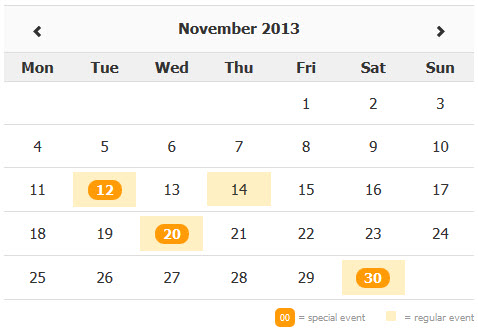 November 2013
Mon Tue Wed Thu Fri Sat Sun
1 2 3
4 5 6 7 8 9 10
11 12 13 14 15 16 17
18 19 20 21 22 23 24
25 26 27 28 29 30
00 = special event = regular event